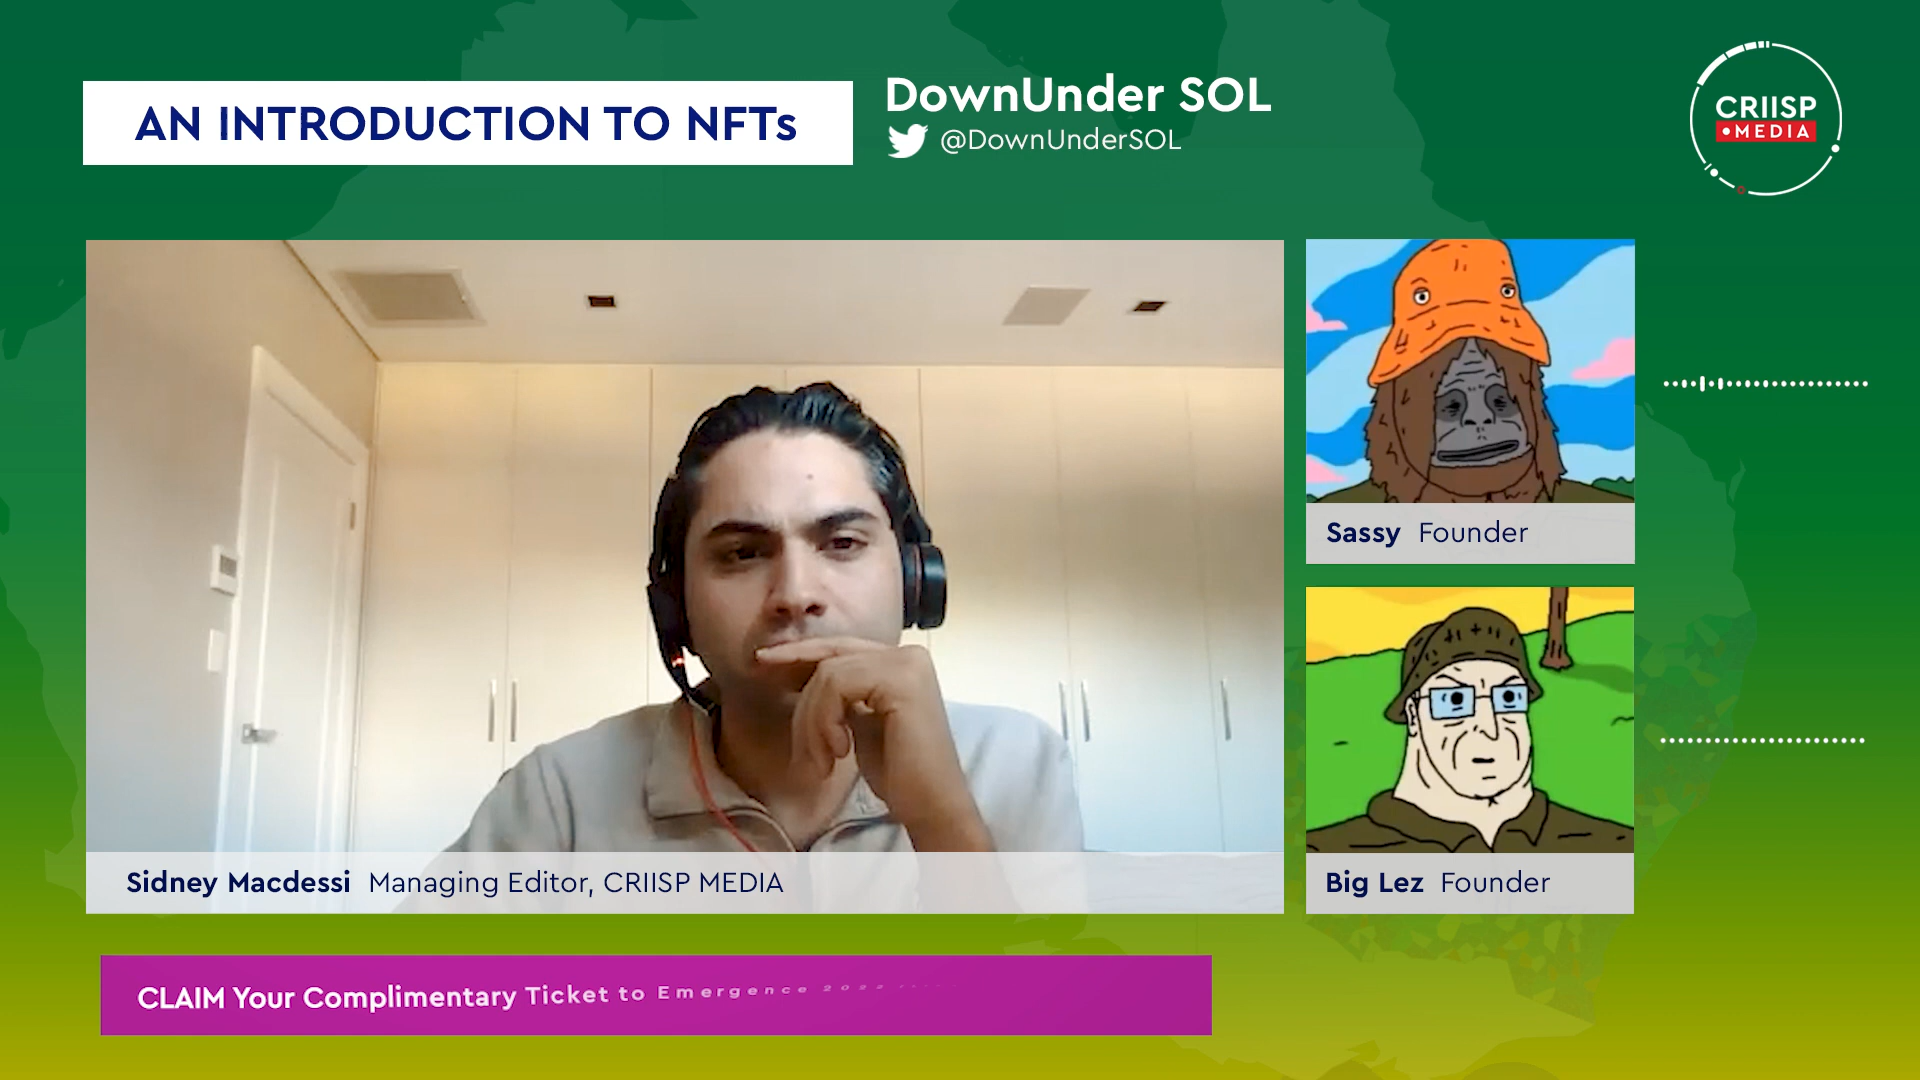 AN INTRODUCTION TO NFTs
DownUnder SOL
@DownUnderSOL
CRIISP
MEDIA
Sassy Founder
Sidney Macdessi Managing Editor, CRIISP MEDIA
Big Lez Founder
CLAIM Your Complimentary Ticket to Emergence 2022